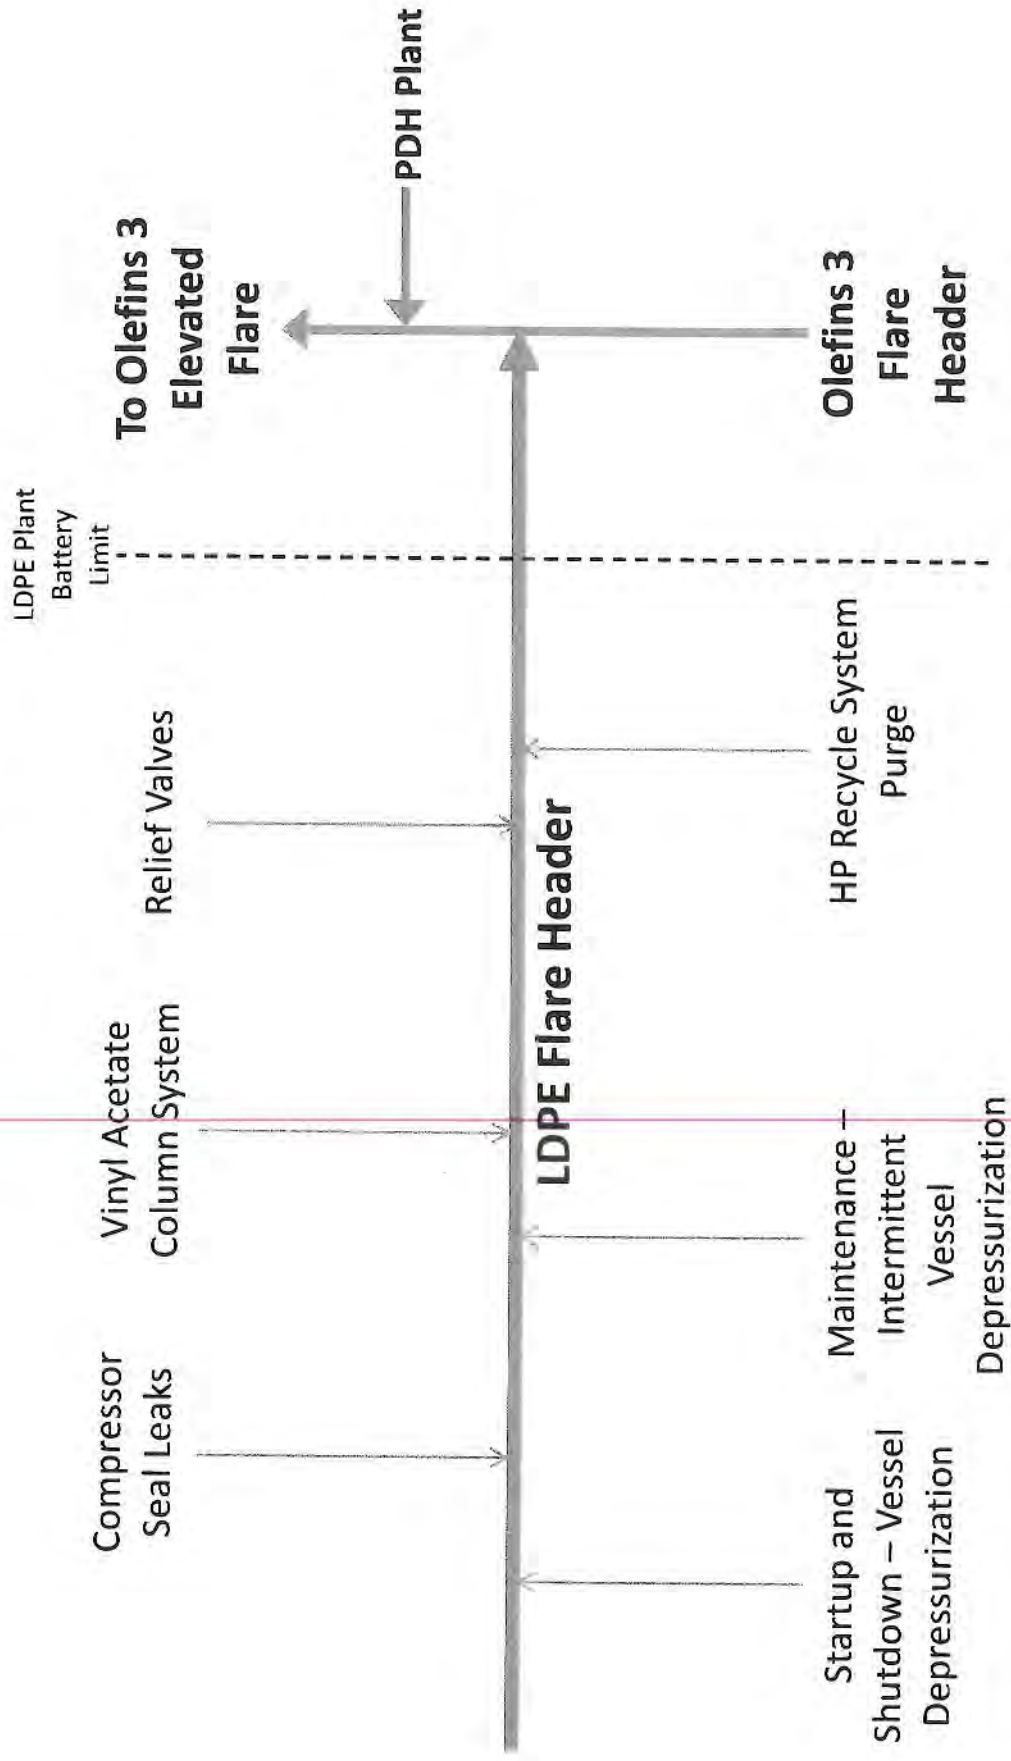 LDPE Plant
Battery
Limit
To Olefins 3
Elevated
Flare
PDH Plant
Compressor
Seal Leaks
Vinyl Acetate
Column System
Relief Valves
LDPE Flare Header
Startup and
Shutdown – Vessel
Depressurization
Maintenance –
Intermittent
Vessel
Depressurization
HP Recycle System
Purge
Olefins 3
Flare
Header